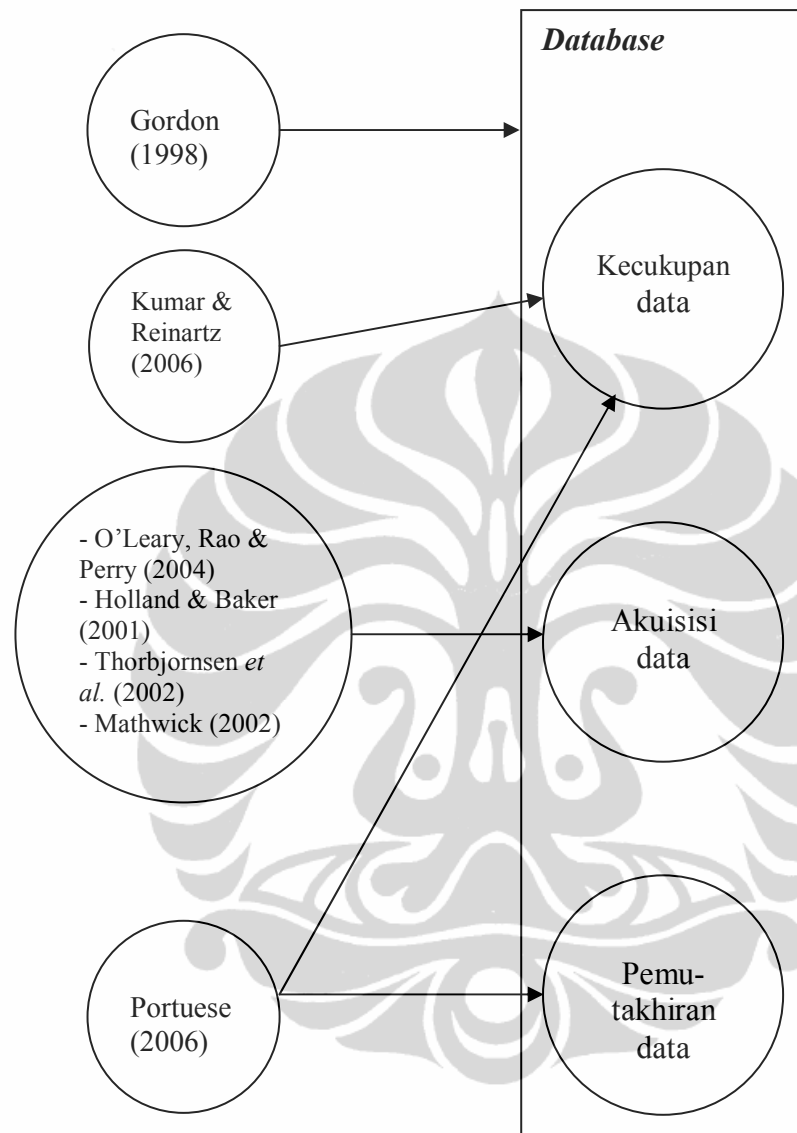 Database
Gordon
(1998)
Kecukupan
data
Kumar &
Reinartz
(2006)
- O’Leary, Rao &
Perry (2004)
- Holland & Baker
(2001)
- Thorbjornsen et
al. (2002)
- Mathwick (2002)
Akuisisi
data
Portuese
(2006)
Pemu-
takhiran
data